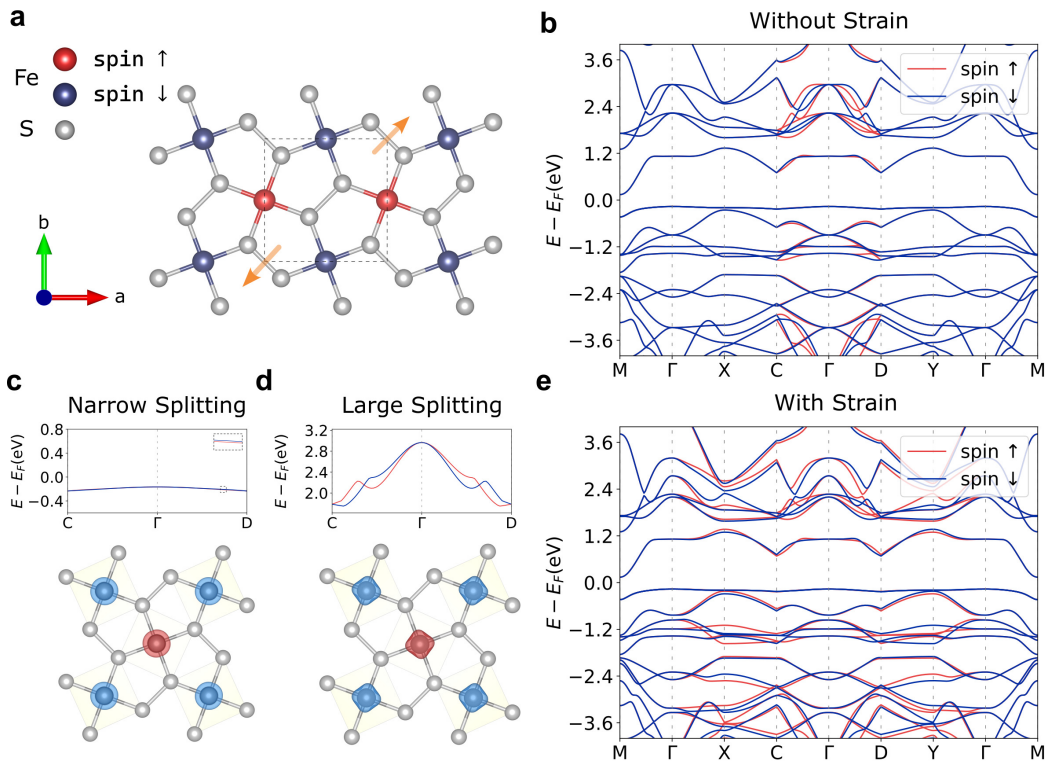 a
Fe
spin ↑
spin ↓
S
b
a
b
Without Strain
E − E_F(eV)
3.6
2.4
1.2
0.0
−1.2
−2.4
−3.6
spin ↑
spin ↓
M Γ X C Γ D Y Γ M
c
Narrow Splitting
E − E_F(eV)
0.8
0.4
0.0
−0.4
C Γ D
d
Large Splitting
E − E_F(eV)
3.2
2.8
2.4
2.0
C Γ D
e
With Strain
E − E_F(eV)
3.6
2.4
1.2
0.0
−1.2
−2.4
−3.6
spin ↑
spin ↓
M Γ X C Γ D Y Γ M